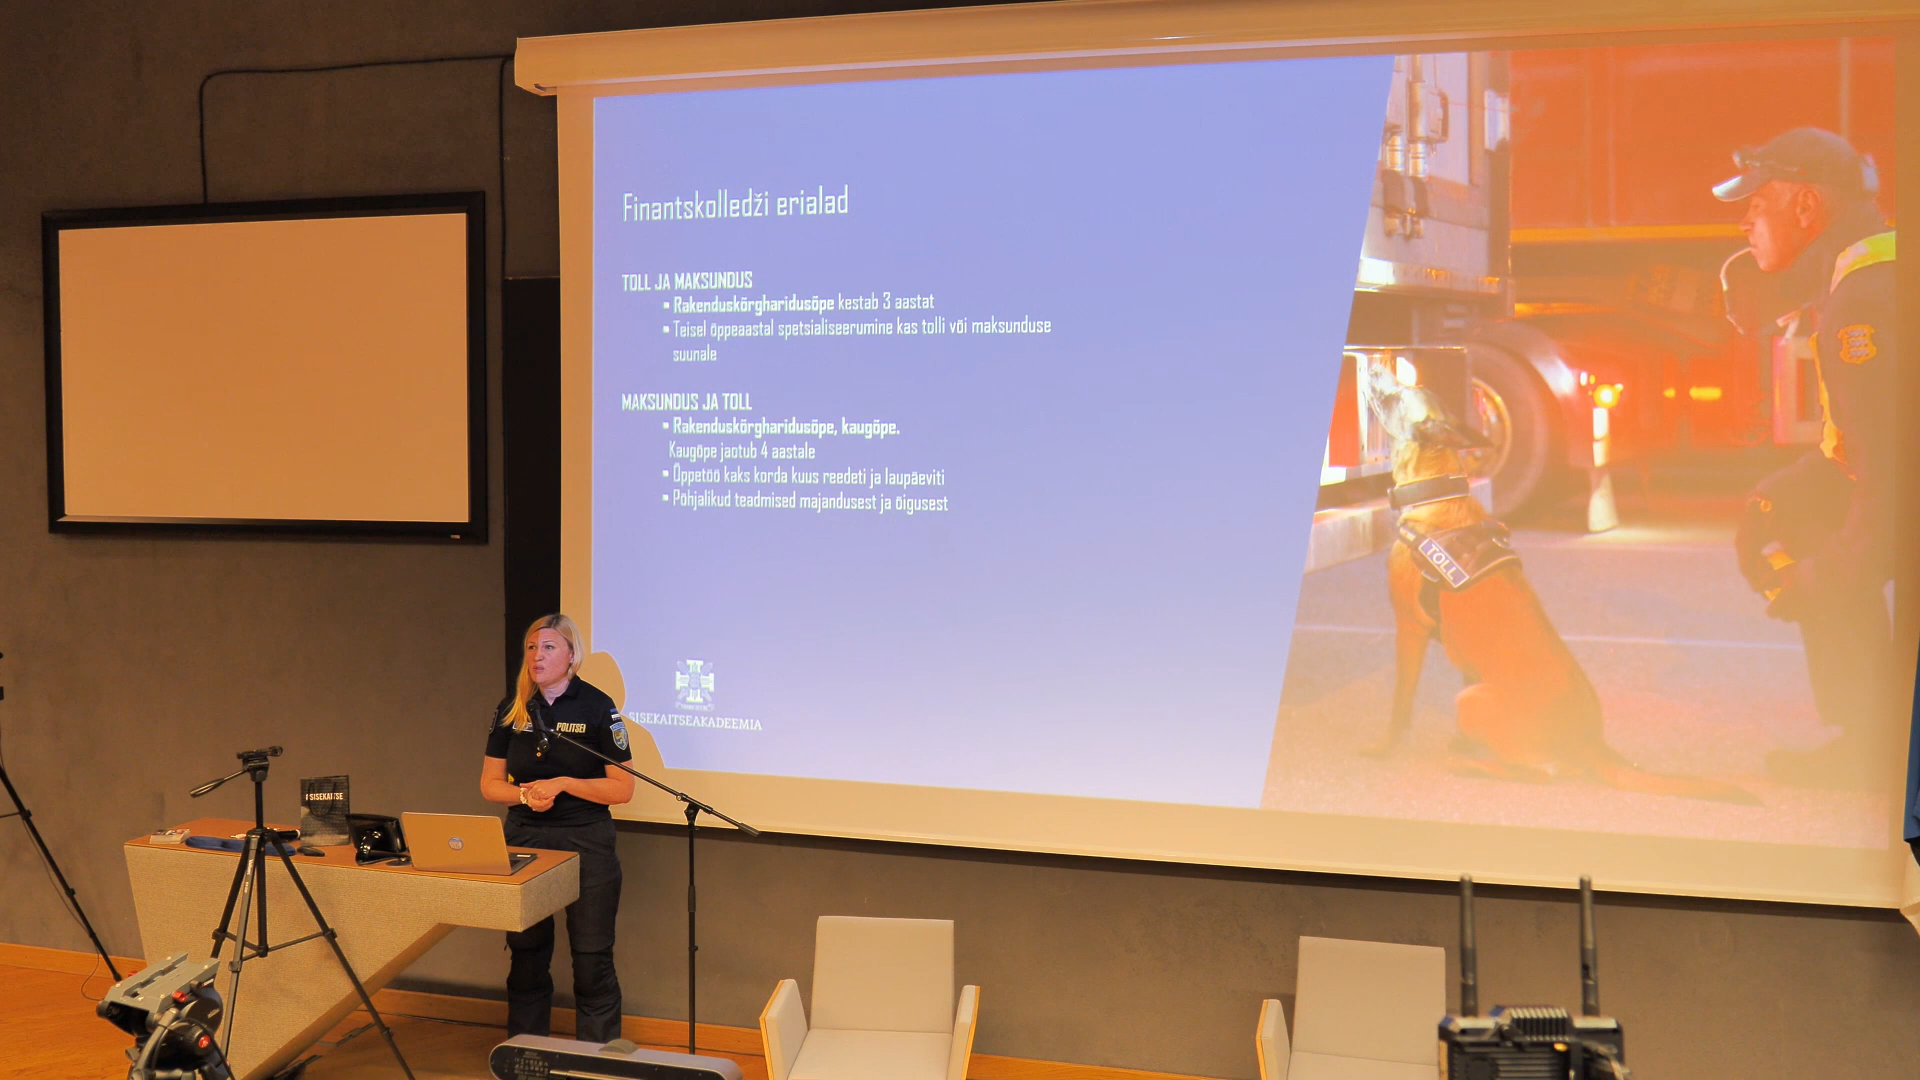 Finantskolledži erialad
TOLL JA MAKSUNDUS
▪ Rakenduskõrgharidusõpe kestab 3 aastat
▪ Teisel õppeaastal spetsialiseerumine kas tolli või maksunduse
suunale
MAKSUNDUS JA TOLL
▪ Rakenduskõrgharidusõpe, kaugõpe.
Kaugõpe jaotub 4 aastale
▪ Õppetöö kaks korda kuus reedeti ja laupäeviti
▪ Põhjalikud teadmised majandusest ja õigusest
TOLL
SISEKAITSEAKADEEMIA
POLITSEI
SISEKAITSE